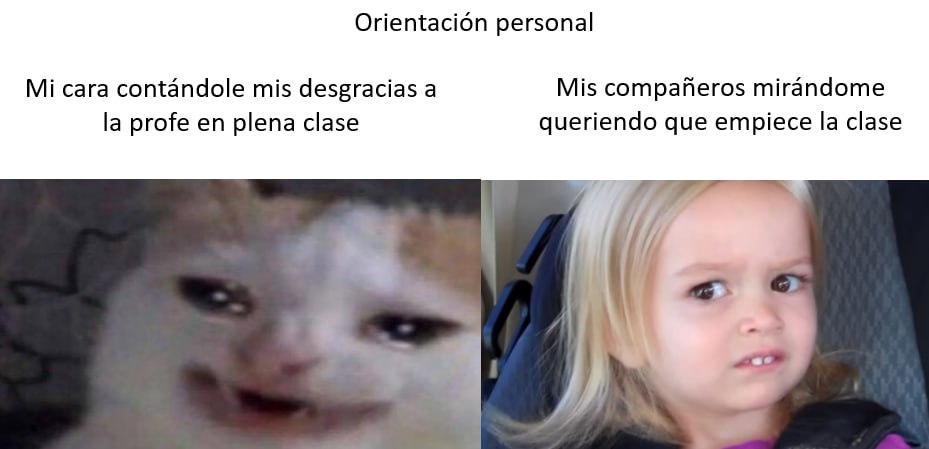 Orientación personal
Mi cara contándole mis desgracias a
la profe en plena clase
Mis compañeros mirándome
queriendo que empiece la clase